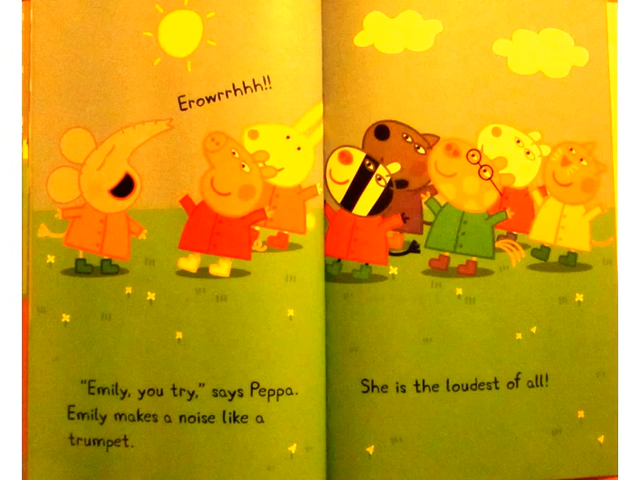 Erowrrhhh!!
"Emily, you try," says Peppa.
Emily makes a noise like a
trumpet.
She is the loudest of all!